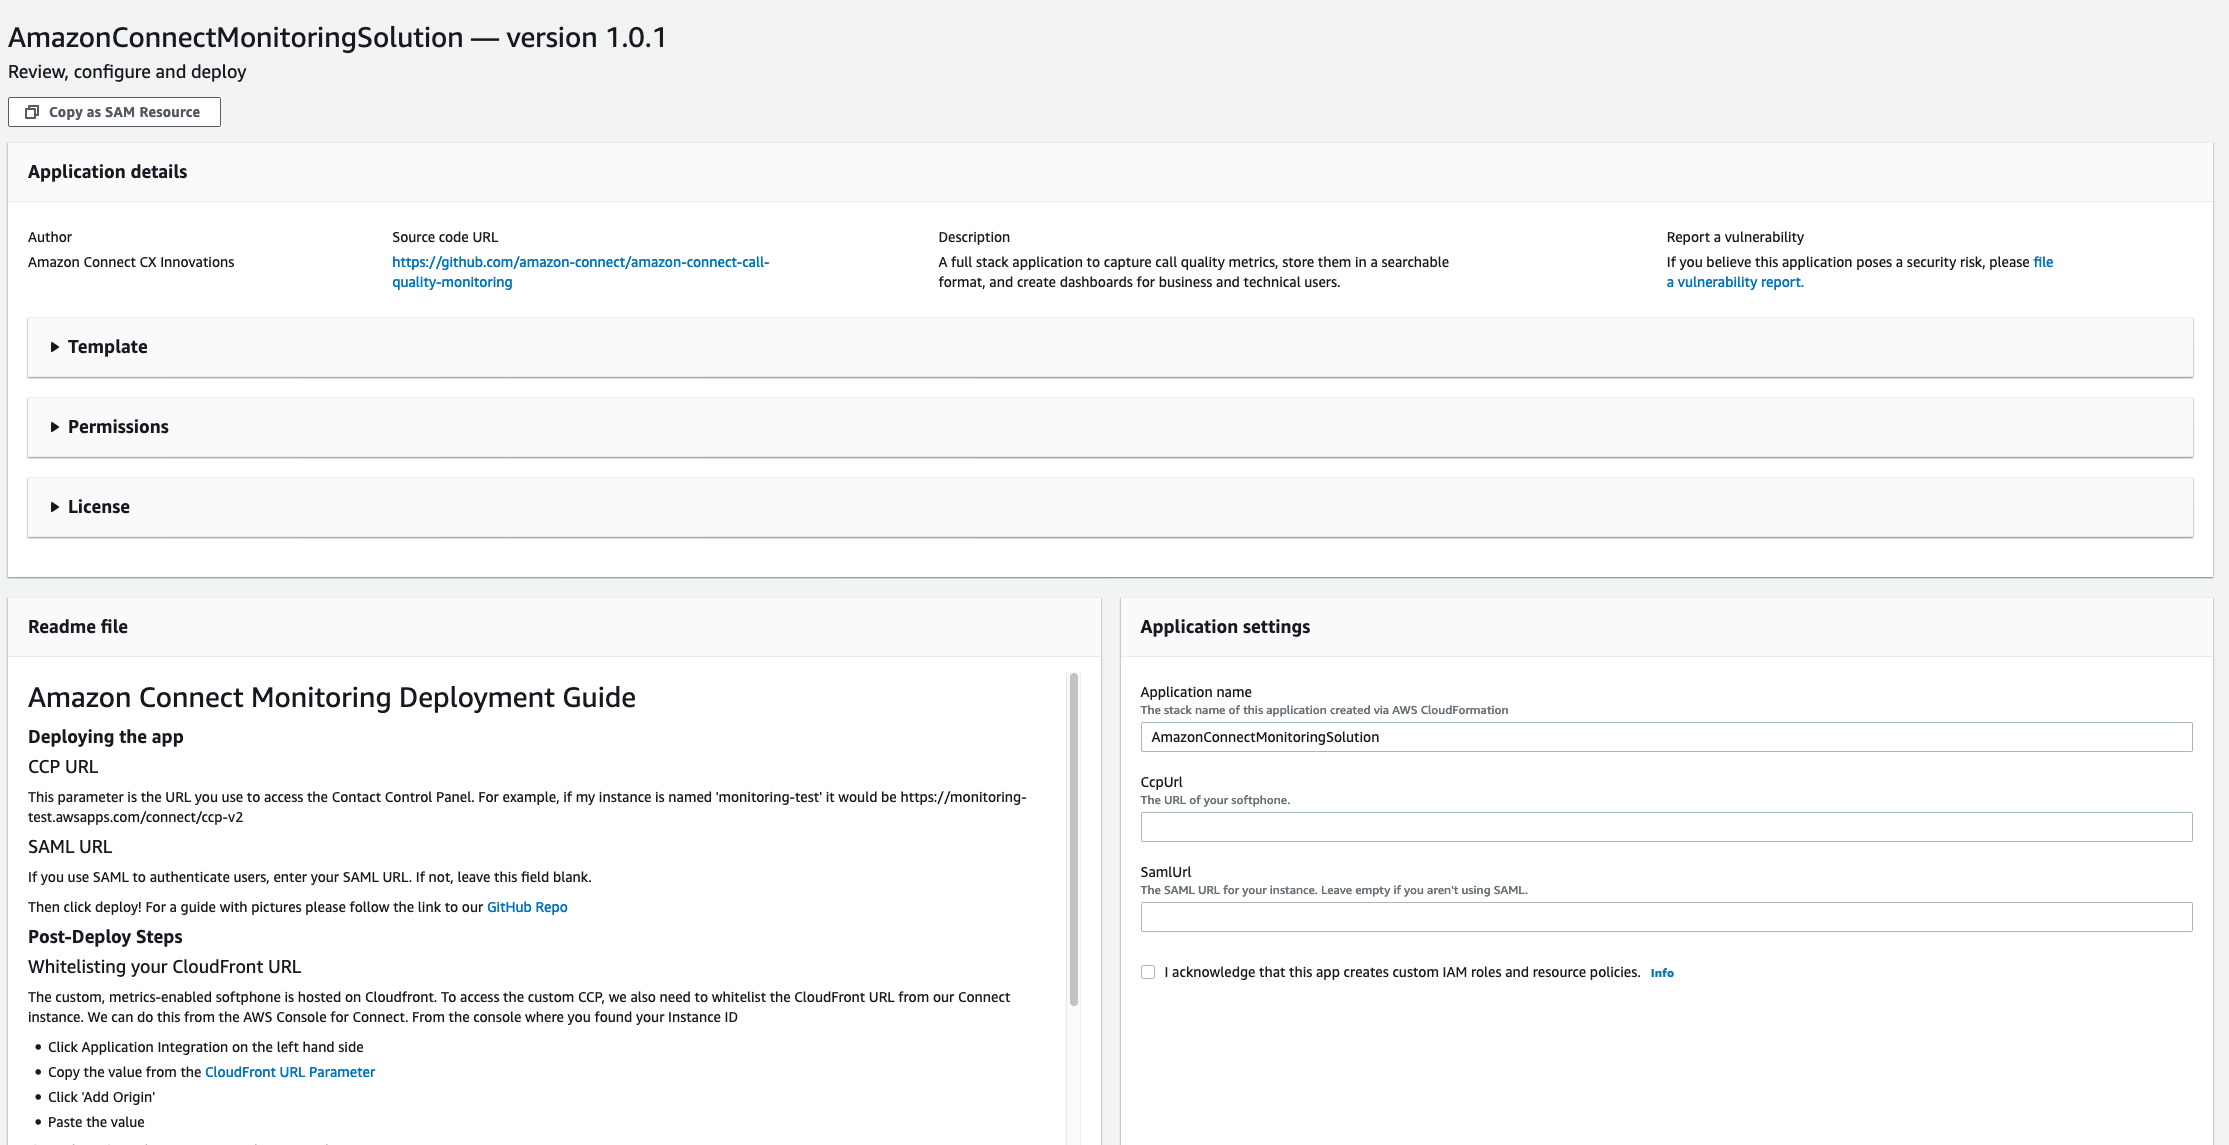 AmazonConnectMonitoringSolution — version 1.0.1
Review, configure and deploy
Copy as SAM Resource
Application details
Author
Amazon Connect CX Innovations
Source code URL
https://github.com/amazon-connect/amazon-connect-call-
quality-monitoring
Description
A full stack application to capture call quality metrics, store them in a searchable
format, and create dashboards for business and technical users.
Report a vulnerability
If you believe this application poses a security risk, please file
a vulnerability report.
Template
Permissions
License
Readme file
Amazon Connect Monitoring Deployment Guide
Deploying the app
CCP URL
This parameter is the URL you use to access the Contact Control Panel. For example, if my instance is named 'monitoring-test' it would be https://monitoring-
test.awsapps.com/connect/ccp-v2
SAML URL
If you use SAML to authenticate users, enter your SAML URL. If not, leave this field blank.
Then click deploy! For a guide with pictures please follow the link to our GitHub Repo
Post-Deploy Steps
Whitelisting your CloudFront URL
The custom, metrics-enabled softphone is hosted on Cloudfront. To access the custom CCP, we also need to whitelist the CloudFront URL from our Connect
instance. We can do this from the AWS Console for Connect. From the console where you found your Instance ID
• Click Application Integration on the left hand side
• Copy the value from the CloudFront URL Parameter
• Click 'Add Origin'
• Paste the value
Application settings
Application name
The stack name of this application created via AWS CloudFormation
AmazonConnectMonitoringSolution
CcpUrl
The URL of your softphone.
SamlUrl
The SAML URL for your instance. Leave empty if you aren't using SAML.
I acknowledge that this app creates custom IAM roles and resource policies. Info